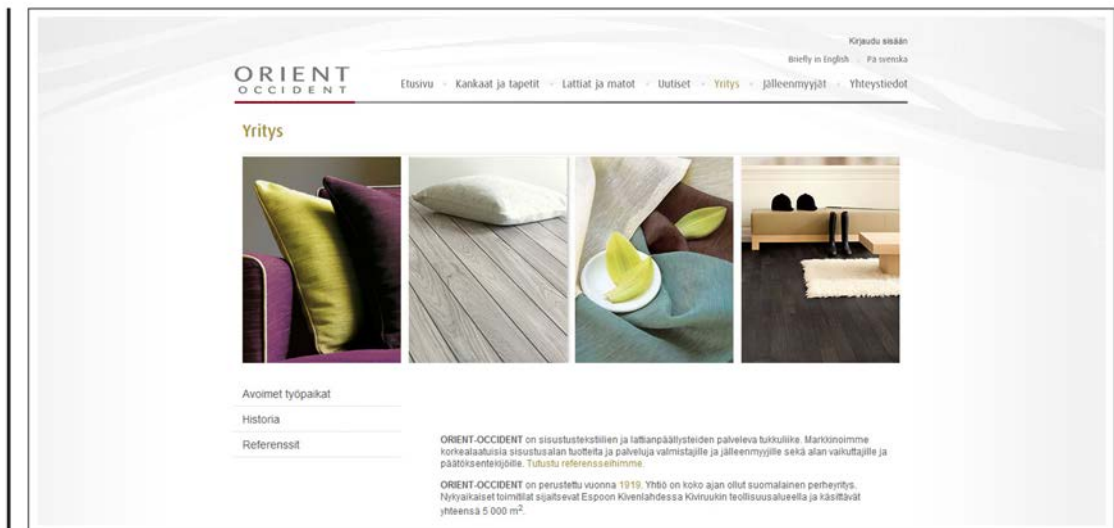 Kirjaudu sisään
Briefly in English På svenska
ORIENT
OCCIDENT
Etusivu Kankaat ja tapetit Lattiat ja matot Uutiset Yritys Jälleenmyyjät Yhteystiedot
Yritys
Avoimet työpaikat
Historia
Referenssit
ORIENT-OCCIDENT on sisustustekstiilien ja lattianpäällysteiden palveleva tukkuliike. Markkinoimme
korkealaatuisia sisustusalan tuotteita ja palveluja valmistajille ja jälleenmyyjille sekä alan vaikuttajille ja
päätöksentekijöille. Tutustu referensseihimme.
ORIENT-OCCIDENT on perustettu vuonna 1919. Yhtiö on koko ajan ollut suomalainen perheyritys.
Nykyaikaiset toimitilat sijaitsevat Espoon Kivenlahdessa Kiviruukin teollisuusalueella ja käsittävät
yhteensä 5 000 m².